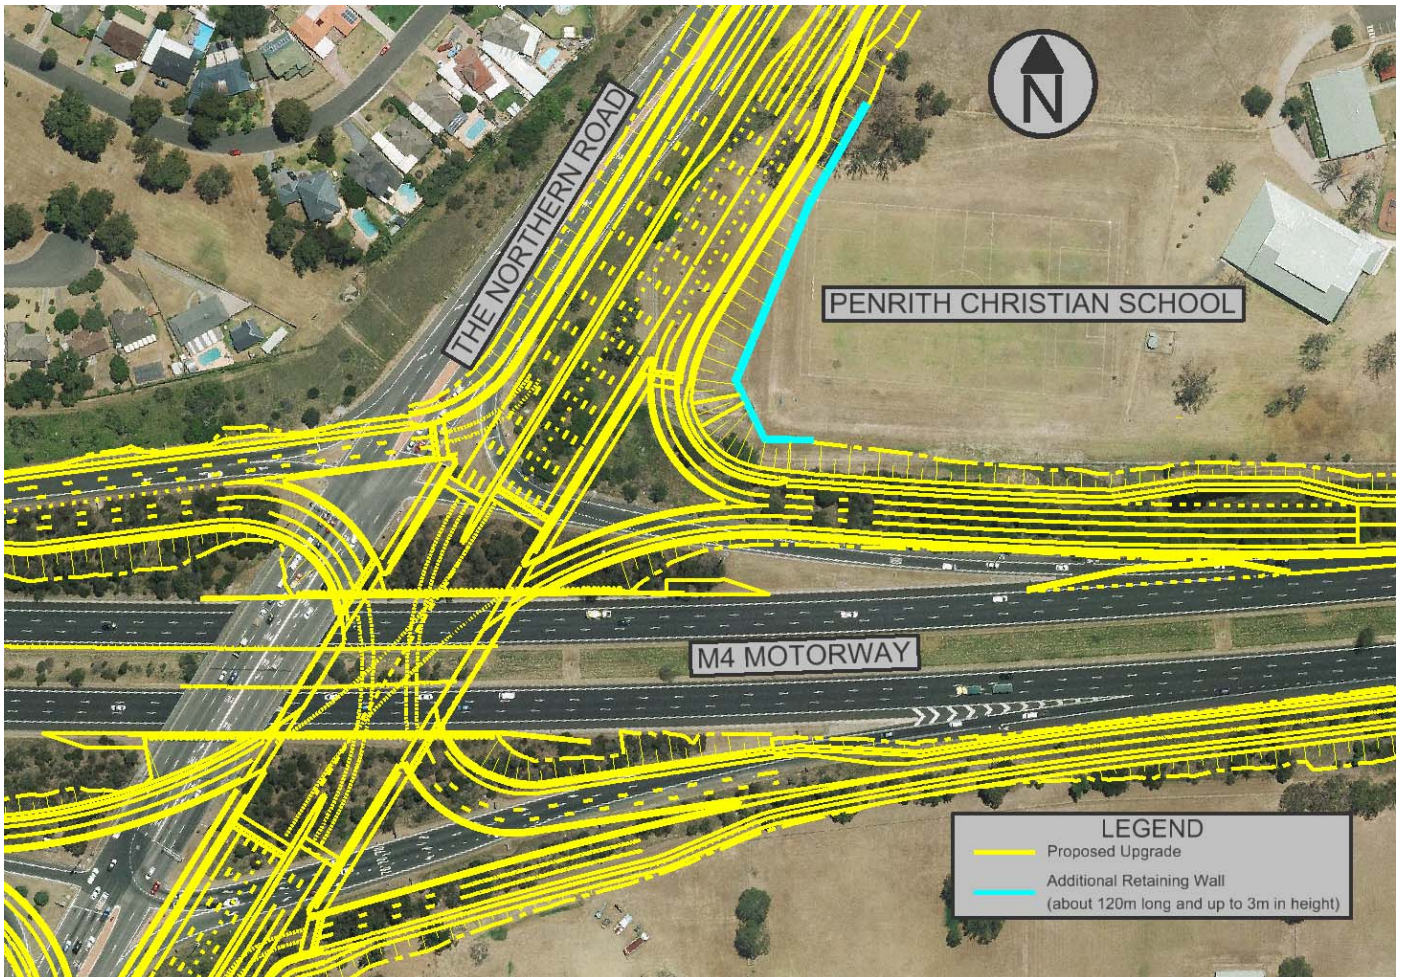 N
THE NORTHERN ROAD
PENRITH CHRISTIAN SCHOOL
M4 MOTORWAY
LEGEND
Proposed Upgrade
Additional Retaining Wall
(about 120m long and up to 3m in height)